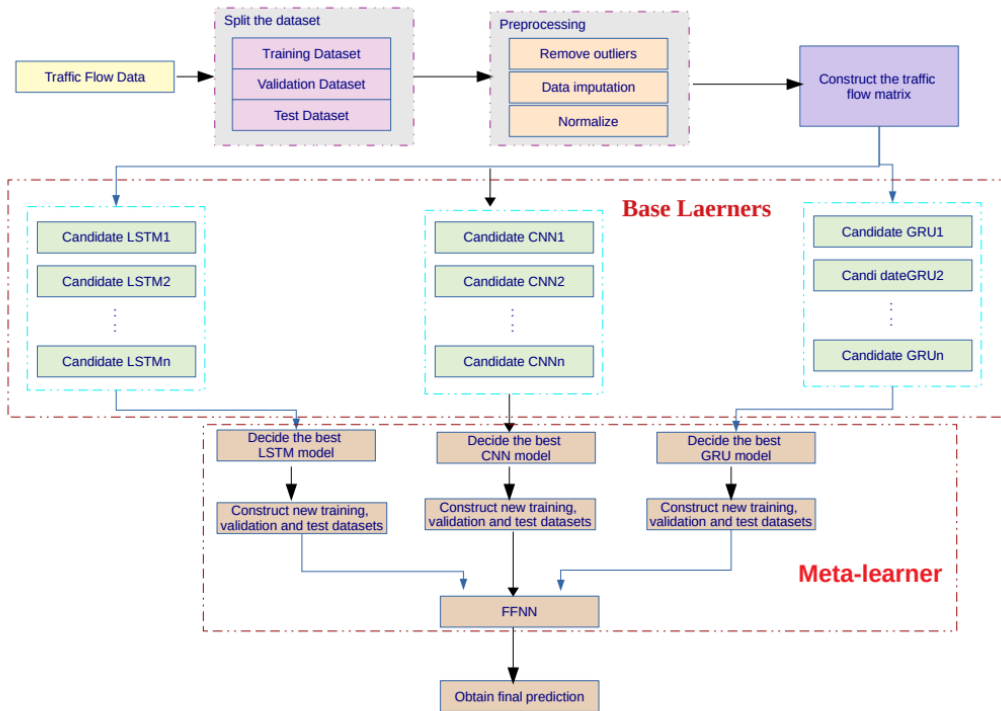 Split the dataset
Training Dataset
Validation Dataset
Test Dataset
Preprocessing
Remove outliers
Data imputation
Normalize
Traffic Flow Data
Construct the traffic
flow matrix
Base Laerners
Candidate LSTM1
Candidate LSTM2
Candidate LSTMn
Candidate CNN1
Candidate CNN2
Candidate CNNn
Candidate GRU1
Candi dateGRU2
Candidate GRUn
Decide the best
LSTM model
Decide the best
CNN model
Decide the best
GRU model
Construct new training,
validation and test datasets
Construct new training,
validation and test datasets
Construct new training,
validation and test datasets
Meta-learner
FFNN
Obtain final prediction